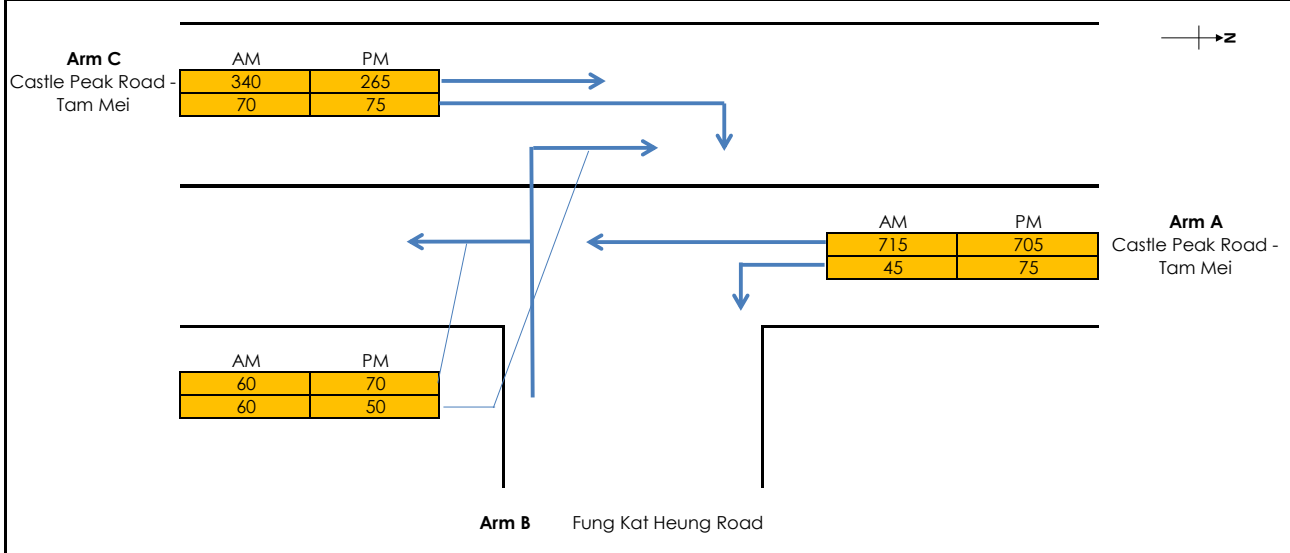 N
Arm C
AM PM
Castle Peak Road -
Tam Mei
340 265
70 75
AM PM
715 705
45 75
Arm A
Castle Peak Road -
Tam Mei
AM PM
60 70
60 50
Arm B Fung Kat Heung Road